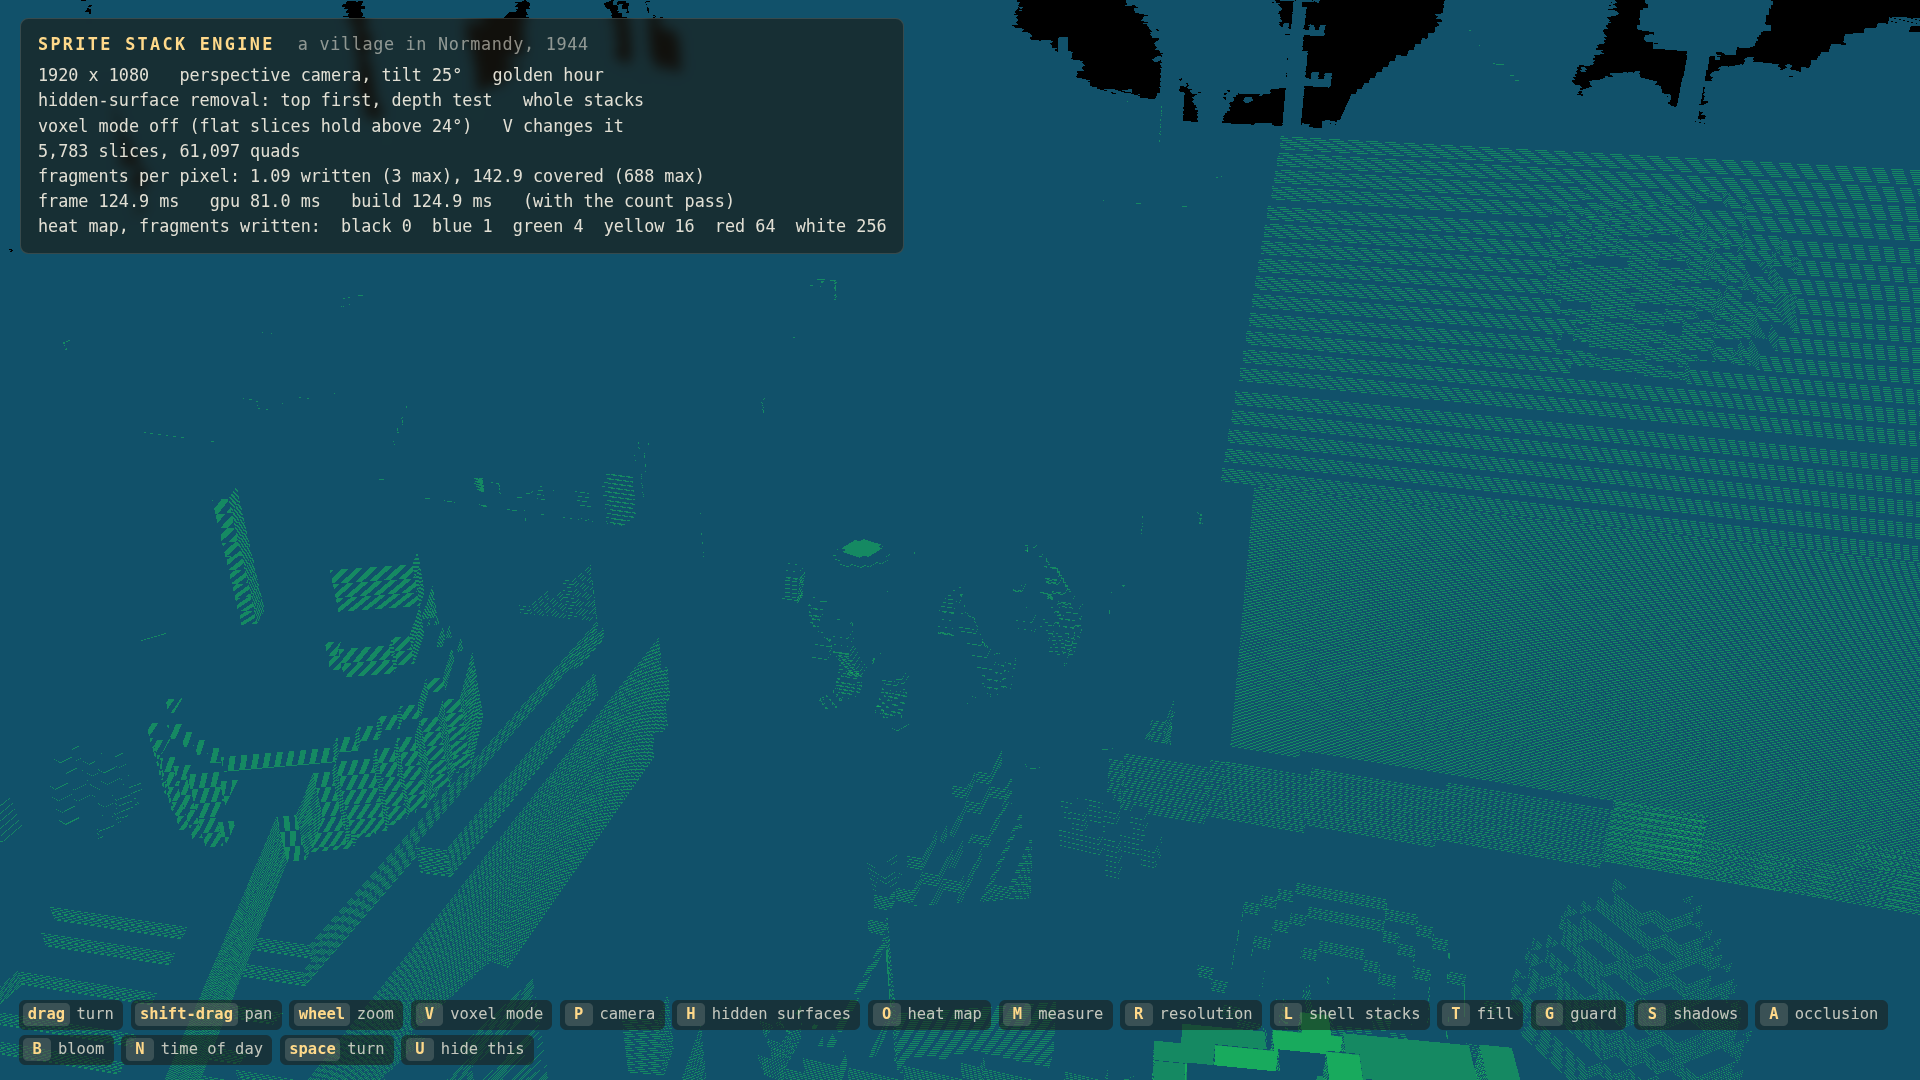 SPRITE STACK ENGINE a village in Normandy, 1944
1920 x 1080 perspective camera, tilt 25° golden hour
hidden-surface removal: top first, depth test whole stacks
voxel mode off (flat slices hold above 24°) V changes it
5,783 slices, 61,097 quads
fragments per pixel: 1.09 written (3 max), 142.9 covered (688 max)
frame 124.9 ms gpu 81.0 ms build 124.9 ms (with the count pass)
heat map, fragments written: black 0 blue 1 green 4 yellow 16 red 64 white 256
drag turn shift-drag pan wheel zoom V voxel mode P camera H hidden surfaces O heat map M measure R resolution L shell stacks T fill G guard S shadows A occlusion
B bloom N time of day space turn U hide this